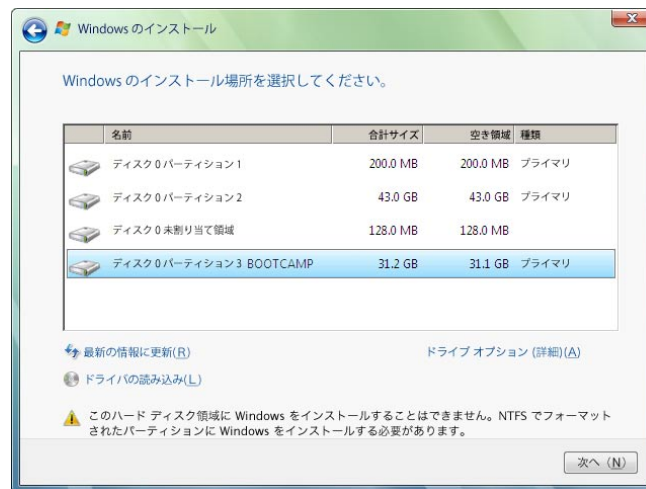 Windows のインストール
Windows のインストール場所を選択してください。
名前 合計サイズ 空き領域 種類
ディスク 0 パーティション 1 200.0 MB 200.0 MB プライマリ
ディスク 0 パーティション 2 43.0 GB 43.0 GB プライマリ
ディスク 0 未割り当て領域 128.0 MB 128.0 MB
ディスク 0 パーティション 3 BOOTCAMP 31.2 GB 31.1 GB プライマリ
最新の情報に更新(R) ドライブ オプション (詳細)(A)
ドライバの読み込み(L)
このハード ディスク領域に Windows をインストールすることはできません。NTFS でフォーマット
されたパーティションに Windows をインストールする必要があります。
次へ (N)